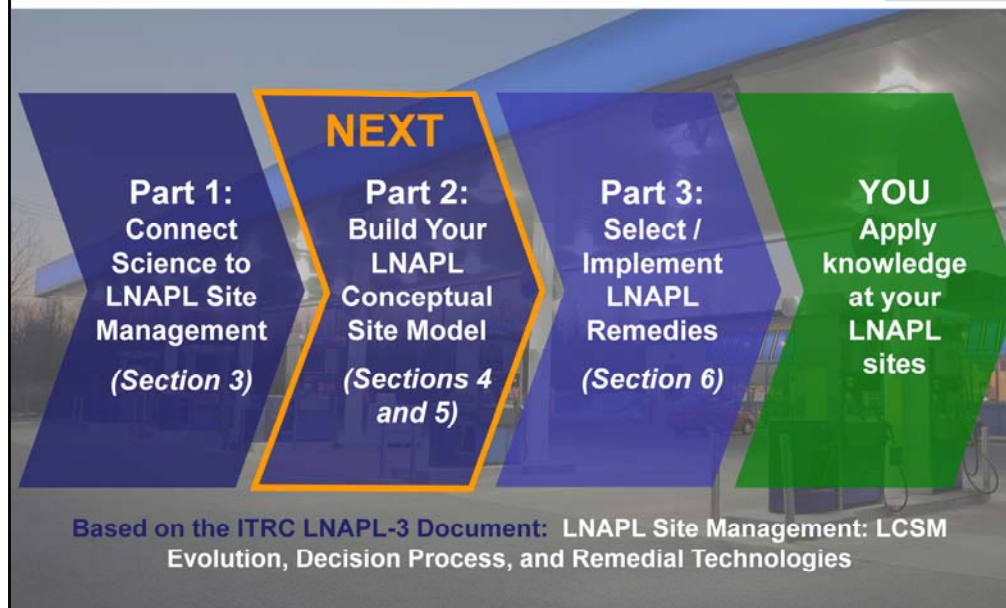 NEXT
Part 1:
Connect
Science to
LNAPL Site
Management
(Section 3)
Part 2:
Build Your
LNAPL
Conceptual
Site Model
(Sections 4
and 5)
Part 3:
Select /
Implement
LNAPL
Remedies
(Section 6)
YOU
Apply
knowledge
at your
LNAPL
sites
Based on the ITRC LNAPL-3 Document: LNAPL Site Management: LCSM
Evolution, Decision Process, and Remedial Technologies